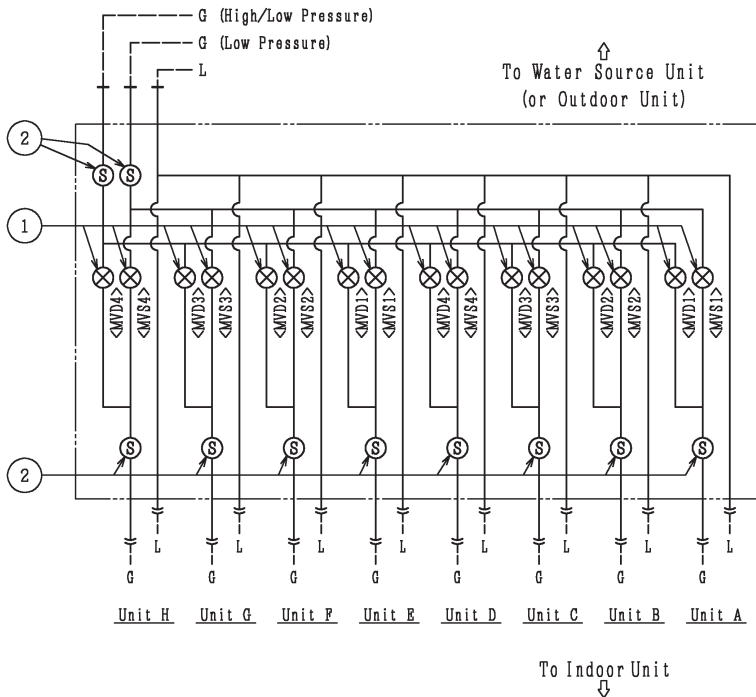 G (High/Low Pressure)
G (Low Pressure)
L
To Water Source Unit
(or Outdoor Unit)
2
S S
1
<MVD4> <MVS4> <MVD3> <MVS3> <MVD2> <MVS2> <MVD1> <MVS1> <MVD4> <MVS4> <MVD3> <MVS3> <MVD2> <MVS2> <MVD1> <MVS1>
S S S S S S S S
2
L L L L L L L L
G G G G G G G G
Unit H Unit G Unit F Unit E Unit D Unit C Unit B Unit A
To Indoor Unit